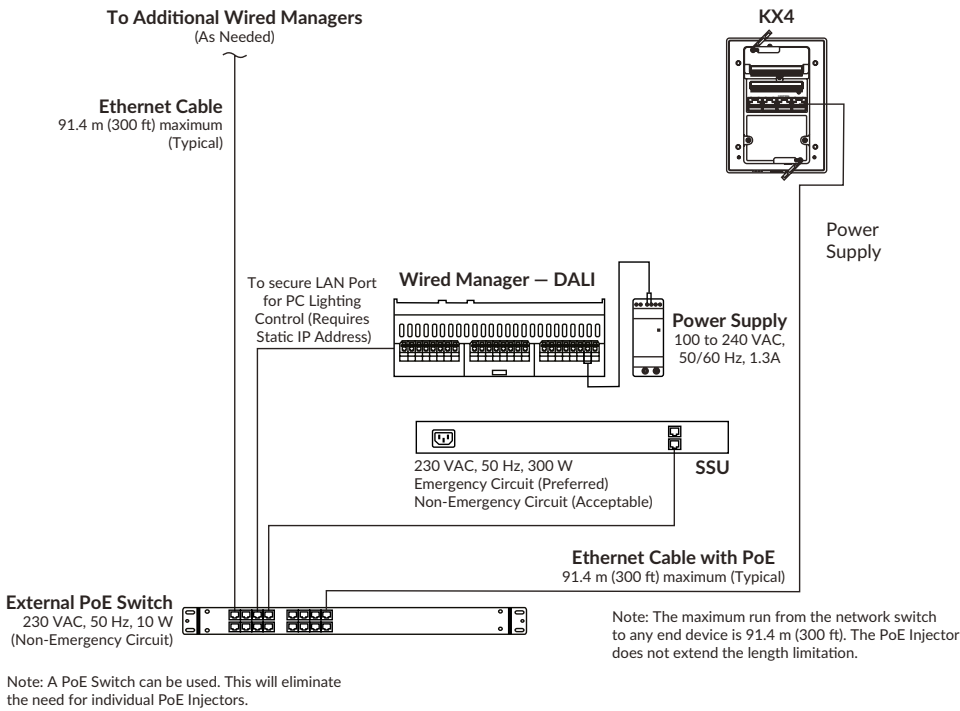 To Additional Wired Managers
(As Needed)
KX4
Ethernet Cable
91.4 m (300 ft) maximum
(Typical)
Power
Supply
To secure LAN Port
for PC Lighting
Control (Requires
Static IP Address)
Wired Manager — DALI
Power Supply
100 to 240 VAC,
50/60 Hz, 1.3A
230 VAC, 50 Hz, 300 W
Emergency Circuit (Preferred)
Non-Emergency Circuit (Acceptable)
SSU
Ethernet Cable with PoE
91.4 m (300 ft) maximum (Typical)
External PoE Switch
230 VAC, 50 Hz, 10 W
(Non-Emergency Circuit)
Note: The maximum run from the network switch
to any end device is 91.4 m (300 ft). The PoE Injector
does not extend the length limitation.
Note: A PoE Switch can be used. This will eliminate
the need for individual PoE Injectors.